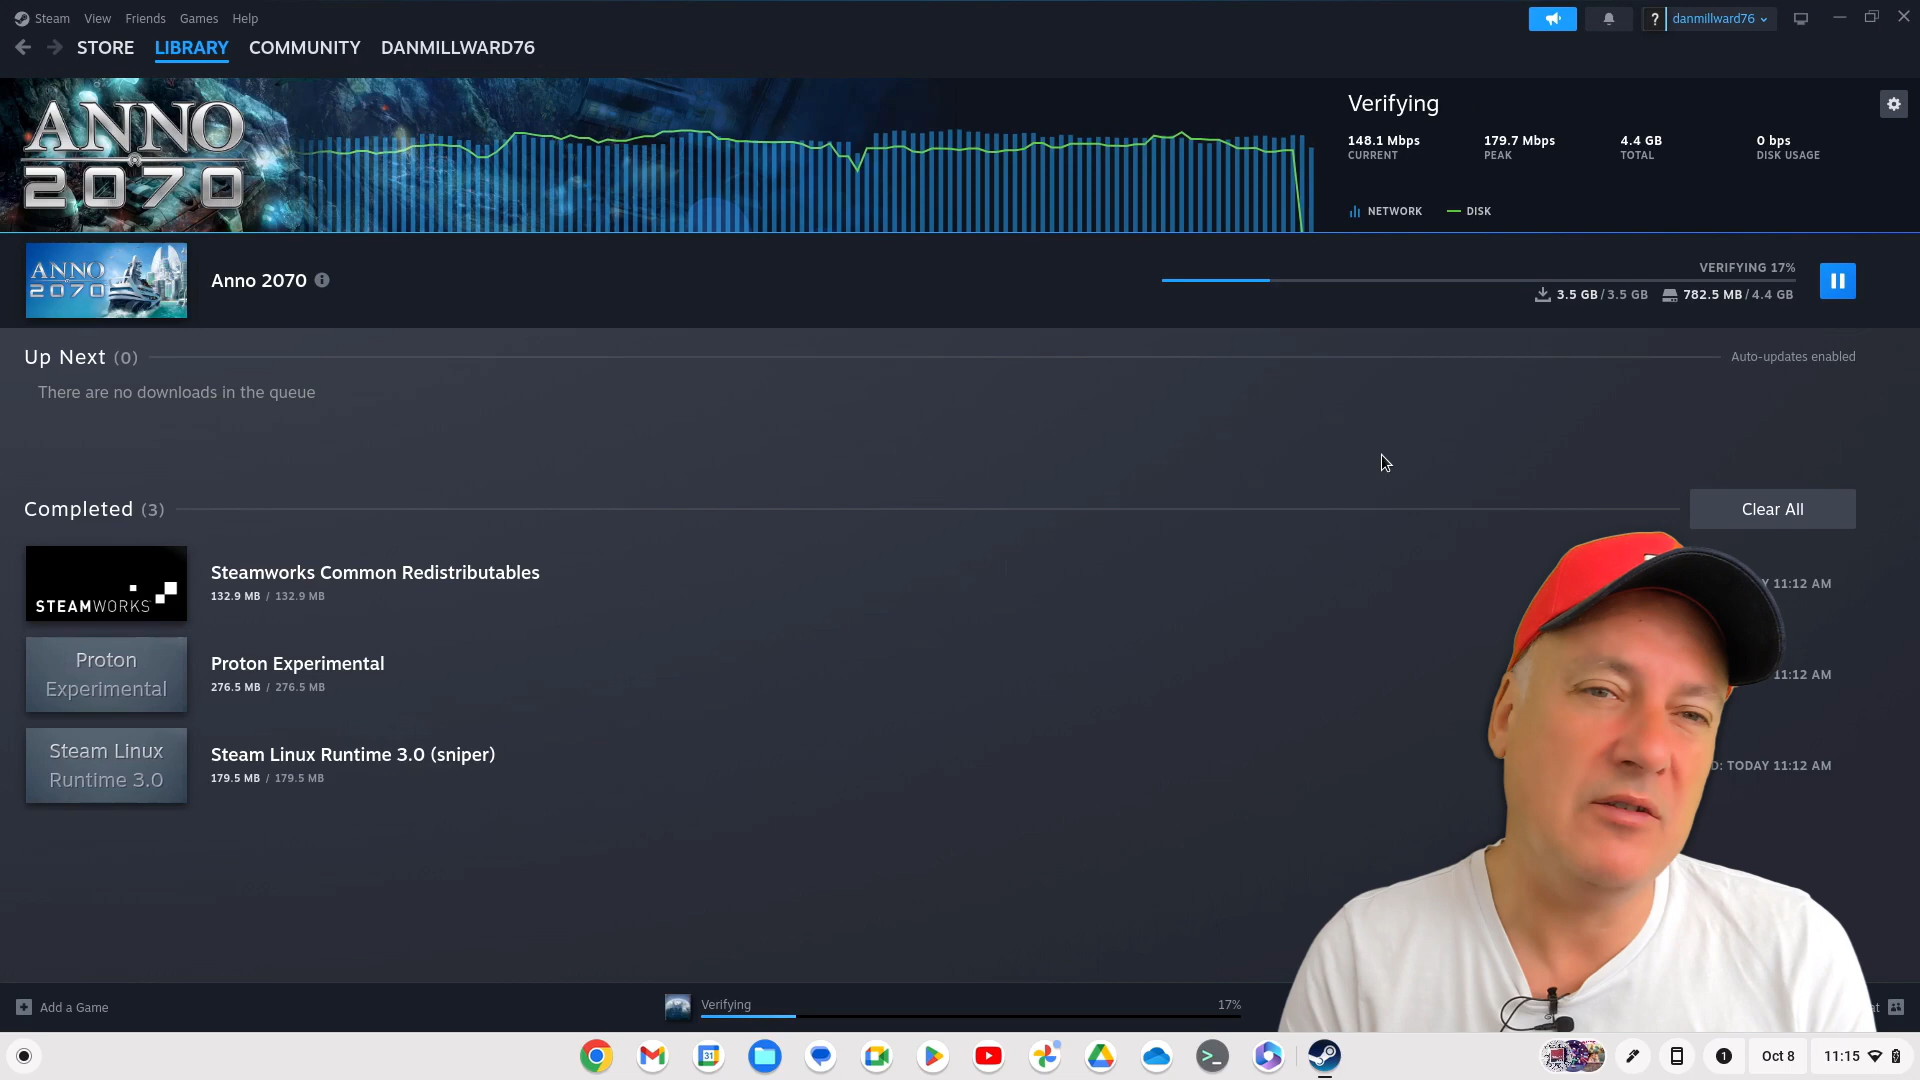 Steam View Friends Games Help
danmillward76
STORE LIBRARY COMMUNITY DANMILLWARD76
ANNO
2070
Verifying
148.1 Mbps 179.7 Mbps 4.4 GB 0 bps
CURRENT PEAK TOTAL DISK USAGE
NETWORK DISK
ANNO
2070
Anno 2070
VERIFYING 17%
3.5 GB / 3.5 GB 782.5 MB / 4.4 GB
Up Next (0)
Auto-updates enabled
There are no downloads in the queue
Completed (3)
Clear All
STEAMWORKS
Steamworks Common Redistributables
132.9 MB / 132.9 MB
11:12 AM
Proton
Experimental
Proton Experimental
276.5 MB / 276.5 MB
11:12 AM
Steam Linux
Runtime 3.0
Steam Linux Runtime 3.0 (sniper)
179.5 MB / 179.5 MB
D: TODAY 11:12 AM
Add a Game
Verifying
17%
31
1
Oct 8
11:15